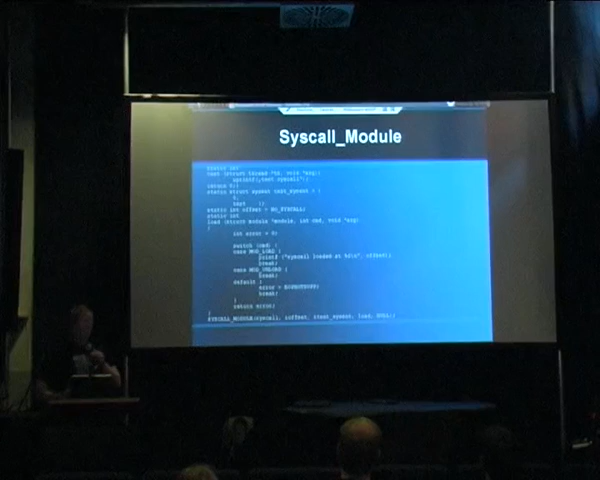 Syscall_Module
static int
test (struct thread *td, void *arg){
uprintf(„test syscall");
return 0;}
static struct sysent test_sysent = {
0,
test };
static int offset = NO_SYSCALL;
static int
load (struct module *module, int cmd, void *arg)
{
int error = 0;
switch (cmd) {
case MOD_LOAD :
printf ("syscall loaded at %d\n", offset);
break;
case MOD_UNLOAD :
break;
default :
error = EOPNOTSUPP;
break;
}
return error;
}
SYSCALL_MODULE(syscall, &offset, &test_sysent, load, NULL);